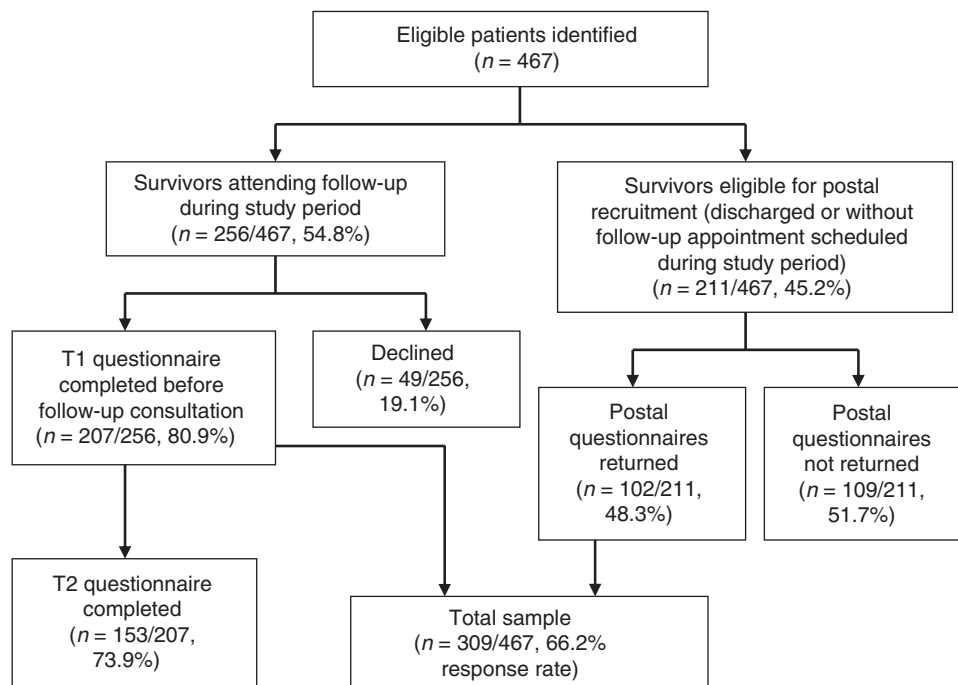 Eligible patients identified
(n = 467)
Survivors attending follow-up
during study period
(n = 256/467, 54.8%)
Survivors eligible for postal
recruitment (discharged or without
follow-up appointment scheduled
during study period)
(n = 211/467, 45.2%)
T1 questionnaire
completed before
follow-up consultation
(n = 207/256, 80.9%)
Declined
(n = 49/256,
19.1%)
Postal
questionnaires
returned
(n = 102/211,
48.3%)
Postal
questionnaires
not returned
(n = 109/211,
51.7%)
T2 questionnaire
completed
(n = 153/207,
73.9%)
Total sample
(n = 309/467, 66.2%
response rate)